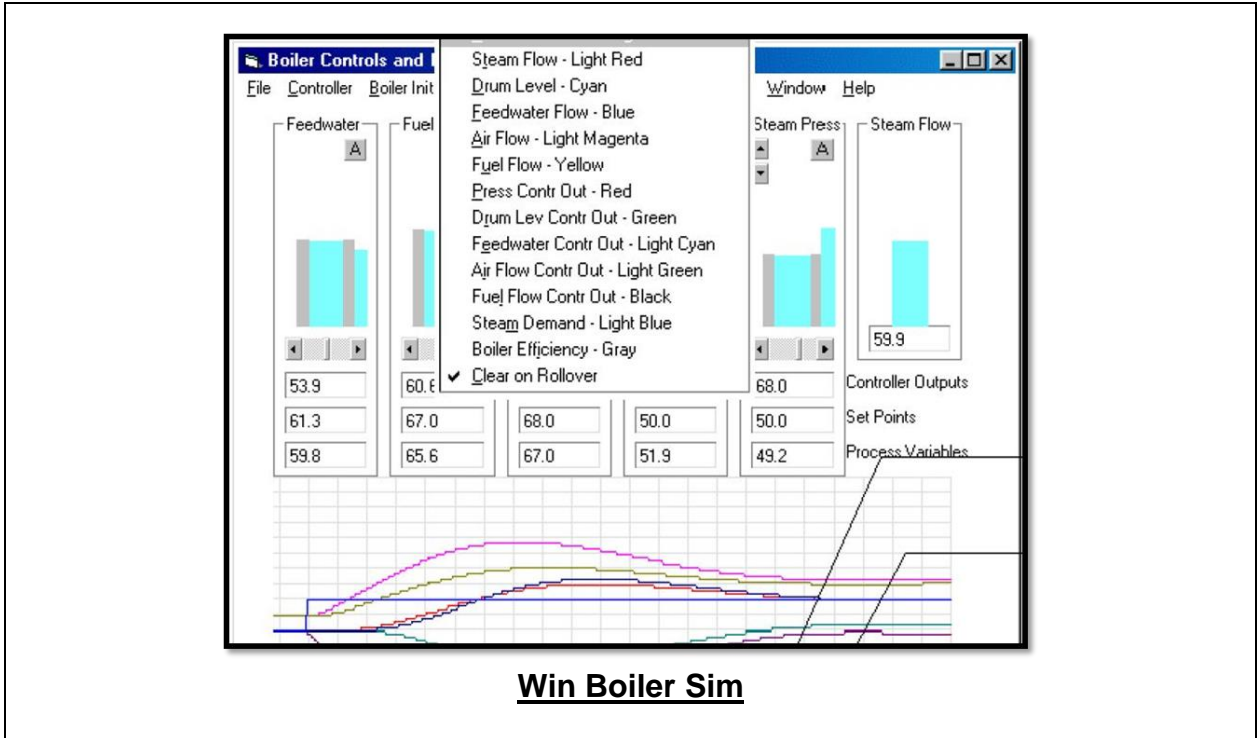 Boiler Controls and
File Controller Boiler Init Window Help
Steam Flow - Light Red
Drum Level - Cyan
Feedwater Flow - Blue
Air Flow - Light Magenta
Fuel Flow - Yellow
Press Contr Out - Red
Drum Lev Contr Out - Green
Feedwater Contr Out - Light Cyan
Air Flow Contr Out - Light Green
Fuel Flow Contr Out - Black
Steam Demand - Light Blue
Boiler Efficiency - Gray
✔ Clear on Rollover
Feedwater Fuel Steam Press Steam Flow
A A
59.9
53.9 60.6 68.0 Controller Outputs
61.3 67.0 68.0 50.0 50.0 Set Points
59.8 65.6 67.0 51.9 49.2 Process Variables
Win Boiler Sim